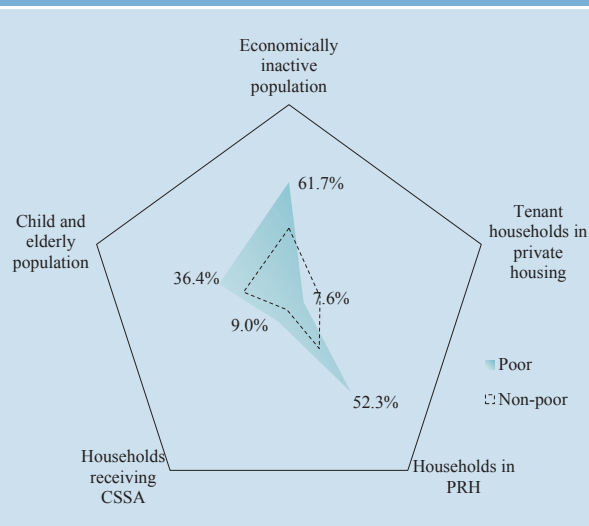 Economically
inactive
population
61.7%
Tenant
households in
private
housing
Child and
elderly
population
36.4%
7.6%
9.0%
Poor
Non-poor
52.3%
Households
receiving
CSSA
Households in
PRH